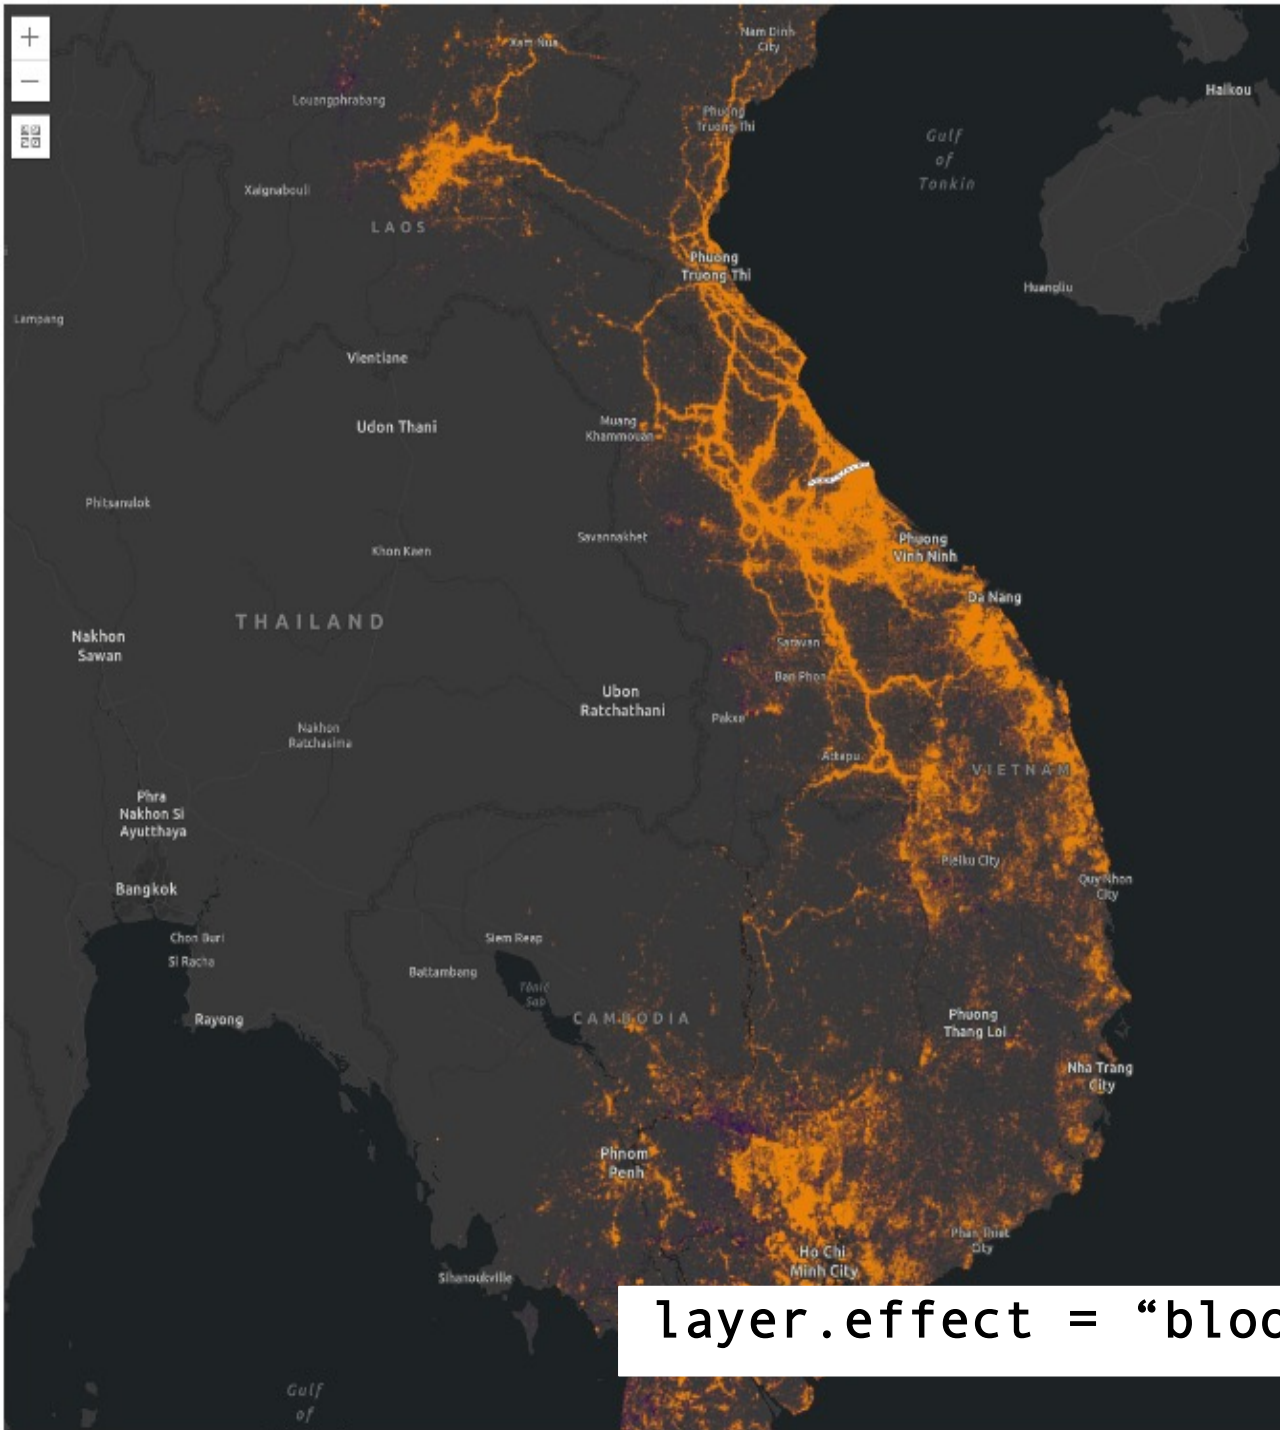 Xam Nua
Nam Dinh
City
Louangphrabang
Phuong
Truong Thi
Haikou
Gulf
of
Tonkin
Xaignabouli
LAOS
Phuong
Truong Thi
Huangliu
Lampang
Vientiane
Udon Thani
Muang
Khammouan
Phitsanulok
Khon Kaen
Savannakhet
Phuong
Vinh Ninh
Da Nang
THAILAND
Nakhon
Sawan
Saravan
Ban Phon
Ubon
Ratchathani
Pakxe
Nakhon
Ratchasima
Attapu
VIETNAM
Phra
Nakhon Si
Ayutthaya
Pleiku City
Bangkok
Quy Nhon
City
Chon Buri
Si Racha
Siem Reap
Battambang
Tônlé
Sab
Rayong
CAMBODIA
Phuong
Thang Loi
Nha Trang
City
Phnom
Penh
Phan Thiet
City
Ho Chi
Minh City
Sihanoukville
layer.effect = “bloo
Gulf
of